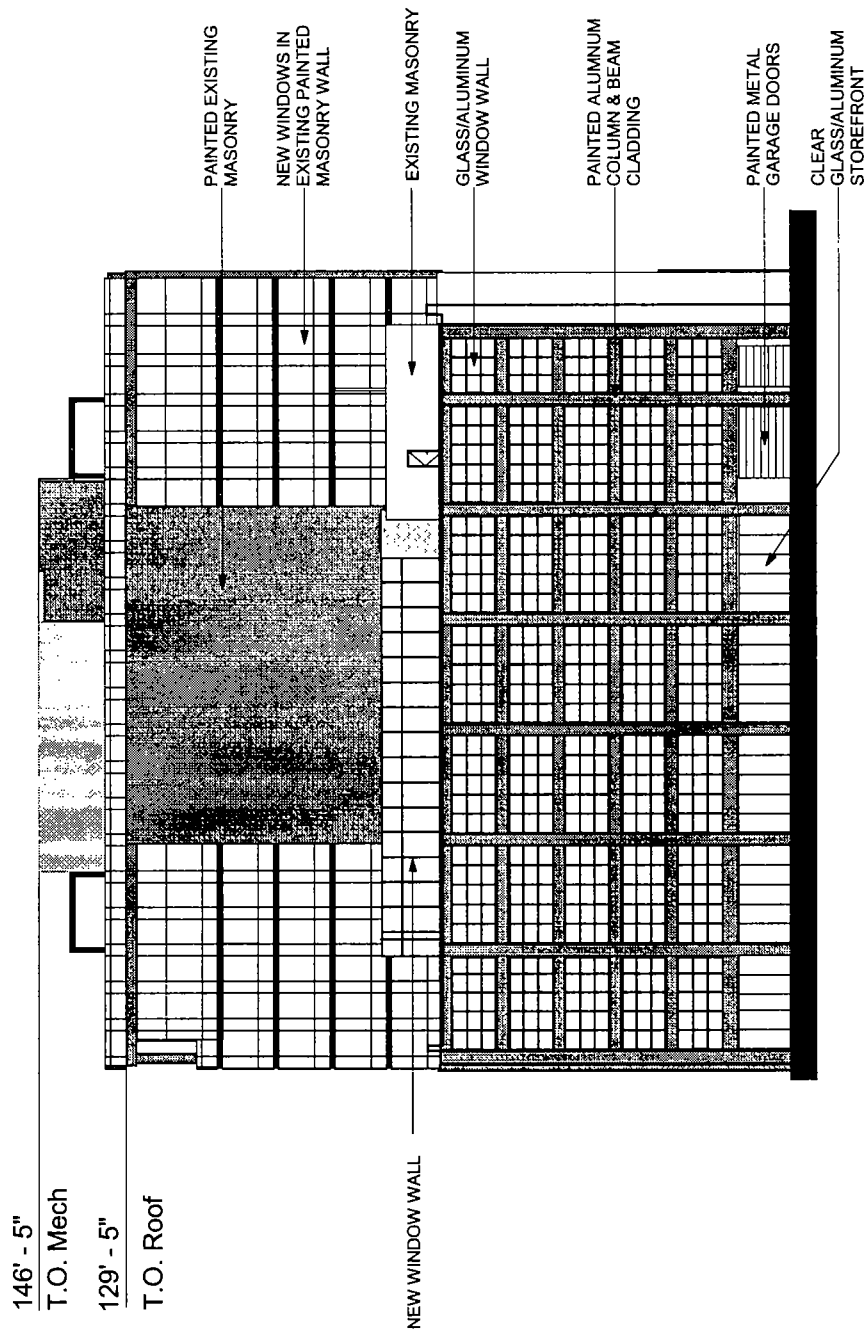 146' - 5"
T.O. Mech
129' - 5"
T.O. Roof
NEW WINDOW WALL
PAINTED EXISTING
MASONRY
NEW WINDOWS IN
EXISTING PAINTED
MASONRY WALL
EXISTING MASONRY
GLASS/ALUMINUM
WINDOW WALL
PAINTED ALUMNUM
COLUMN & BEAM
CLADDING
PAINTED METAL
GARAGE DOORS
CLEAR
GLASS/ALUMINUM
STOREFRONT